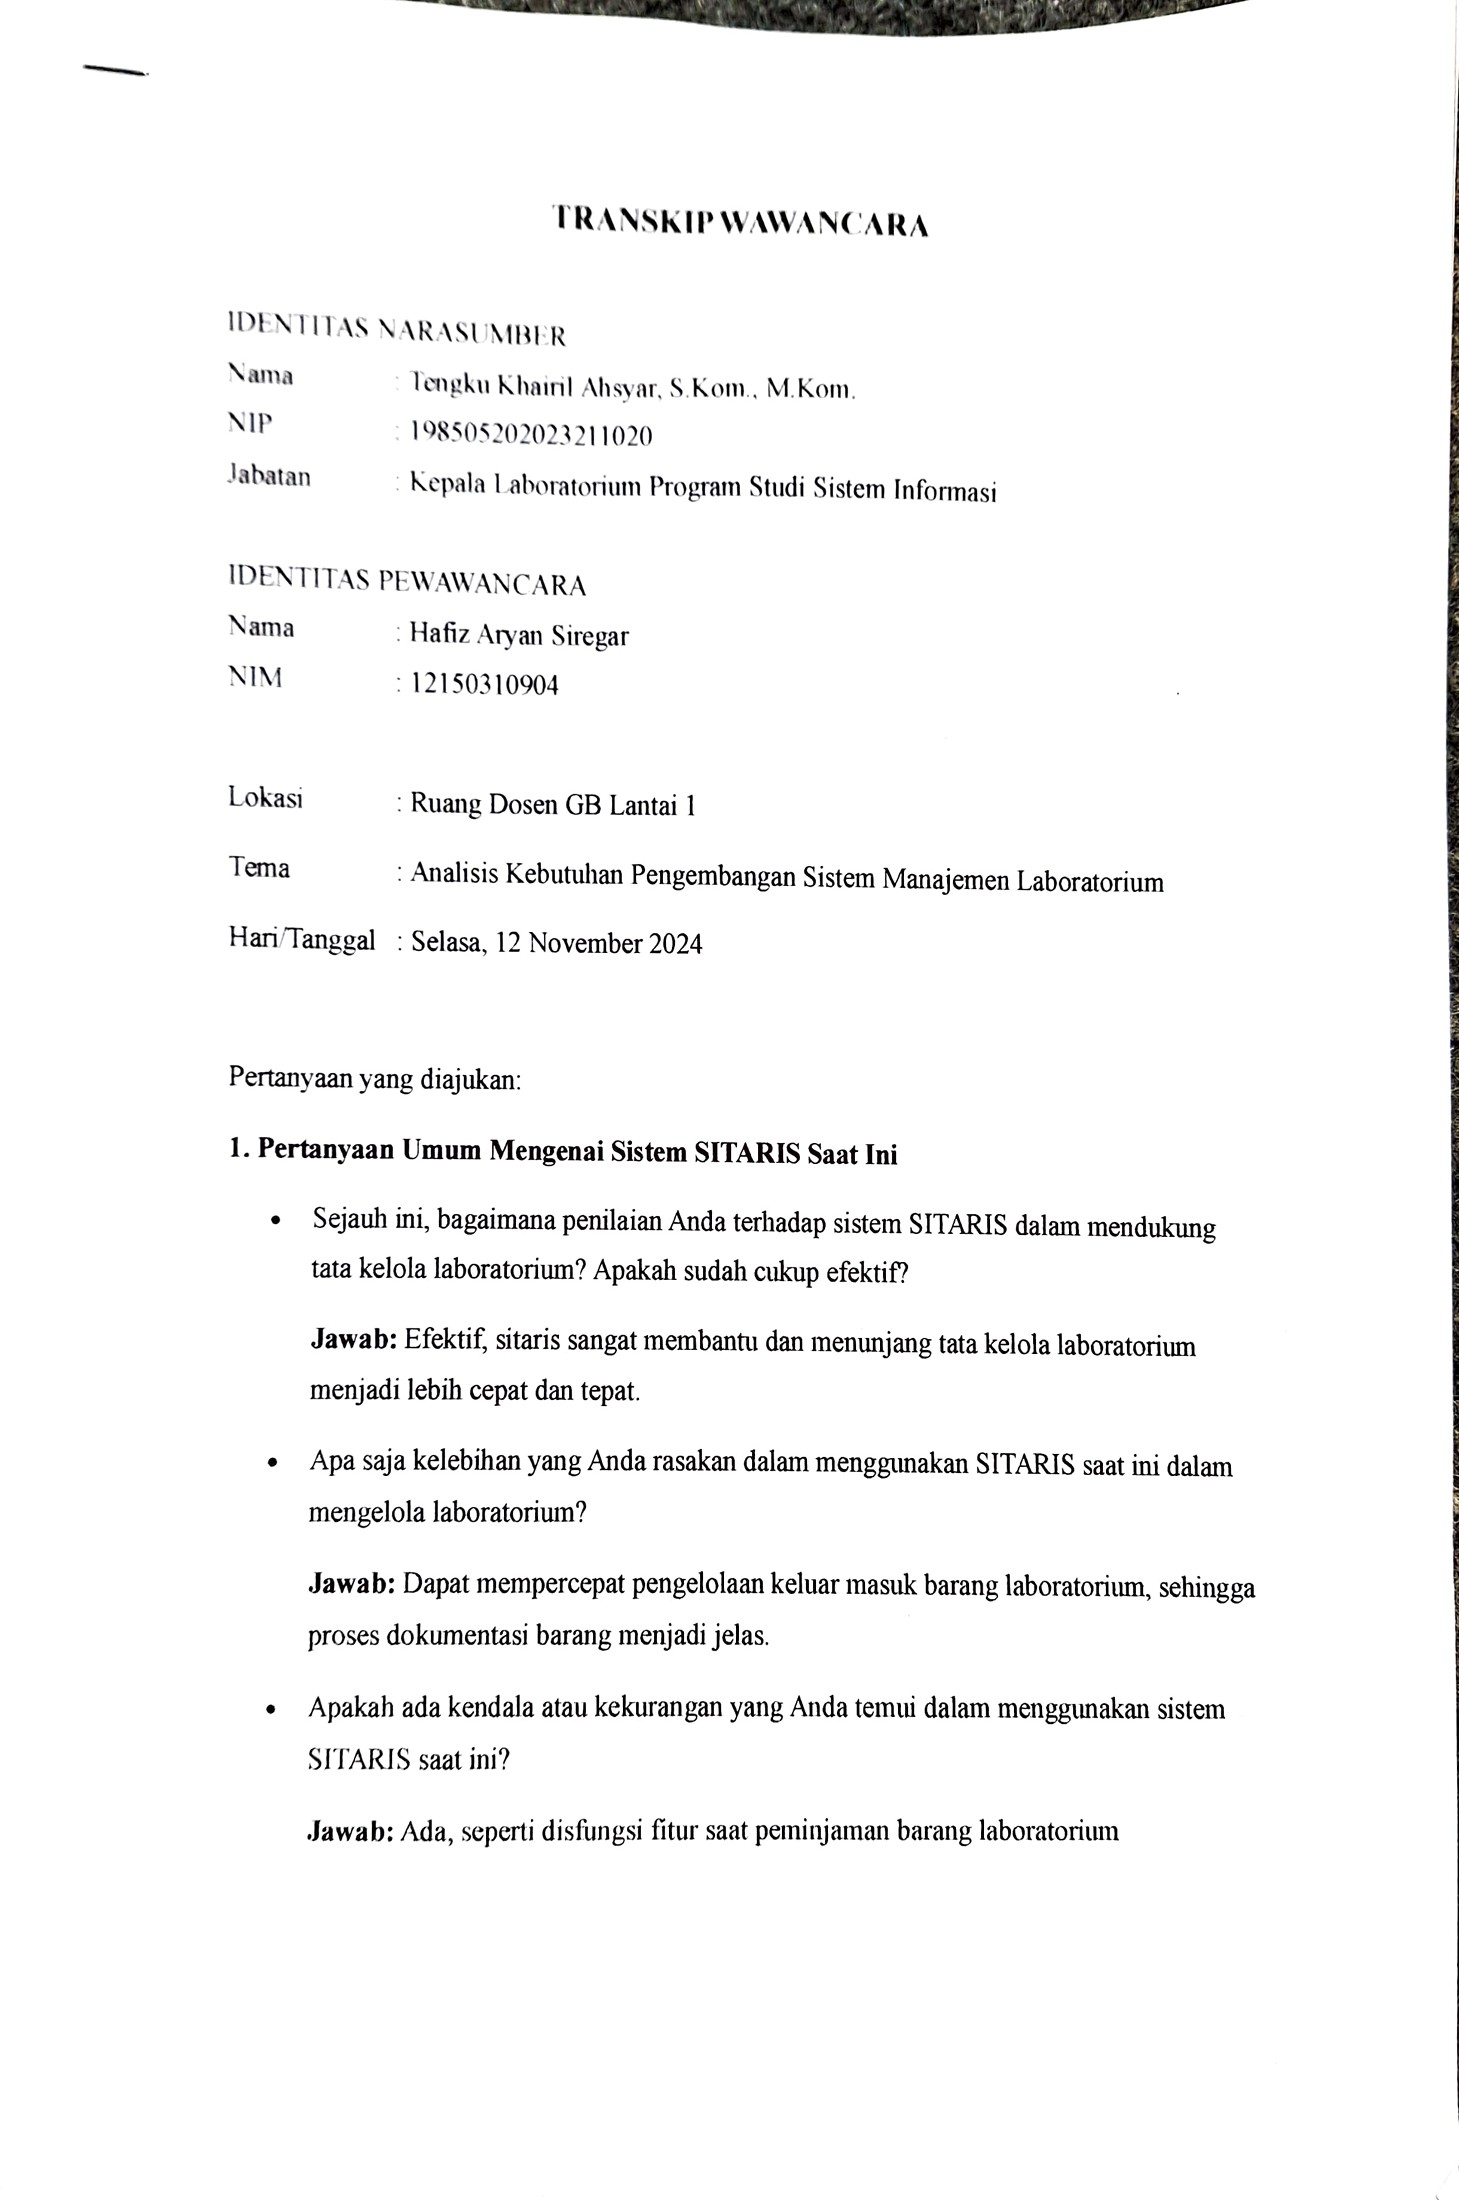 TRANSKIP WAWANCARA
IDENTITAS NARASUMBER
Nama : Tengku Khairil Ahsyar, S.Kom., M.Kom.
NIP : 198505202023211020
Jabatan : Kepala Laboratorium Program Studi Sistem Informasi
IDENTITAS PEWAWANCARA
Nama : Hafiz Aryan Siregar
NIM : 12150310904
Lokasi : Ruang Dosen GB Lantai 1
Tema : Analisis Kebutuhan Pengembangan Sistem Manajemen Laboratorium
Hari/Tanggal : Selasa, 12 November 2024
Pertanyaan yang diajukan:
1. Pertanyaan Umum Mengenai Sistem SITARIS Saat Ini
• Sejauh ini, bagaimana penilaian Anda terhadap sistem SITARIS dalam mendukung
tata kelola laboratorium? Apakah sudah cukup efektif?
Jawab: Efektif, sitaris sangat membantu dan menunjang tata kelola laboratorium
menjadi lebih cepat dan tepat.
• Apa saja kelebihan yang Anda rasakan dalam menggunakan SITARIS saat ini dalam
mengelola laboratorium?
Jawab: Dapat mempercepat pengelolaan keluar masuk barang laboratorium, sehingga
proses dokumentasi barang menjadi jelas.
• Apakah ada kendala atau kekurangan yang Anda temui dalam menggunakan sistem
SITARIS saat ini?
Jawab: Ada, seperti disfungsi fitur saat peminjaman barang laboratorium